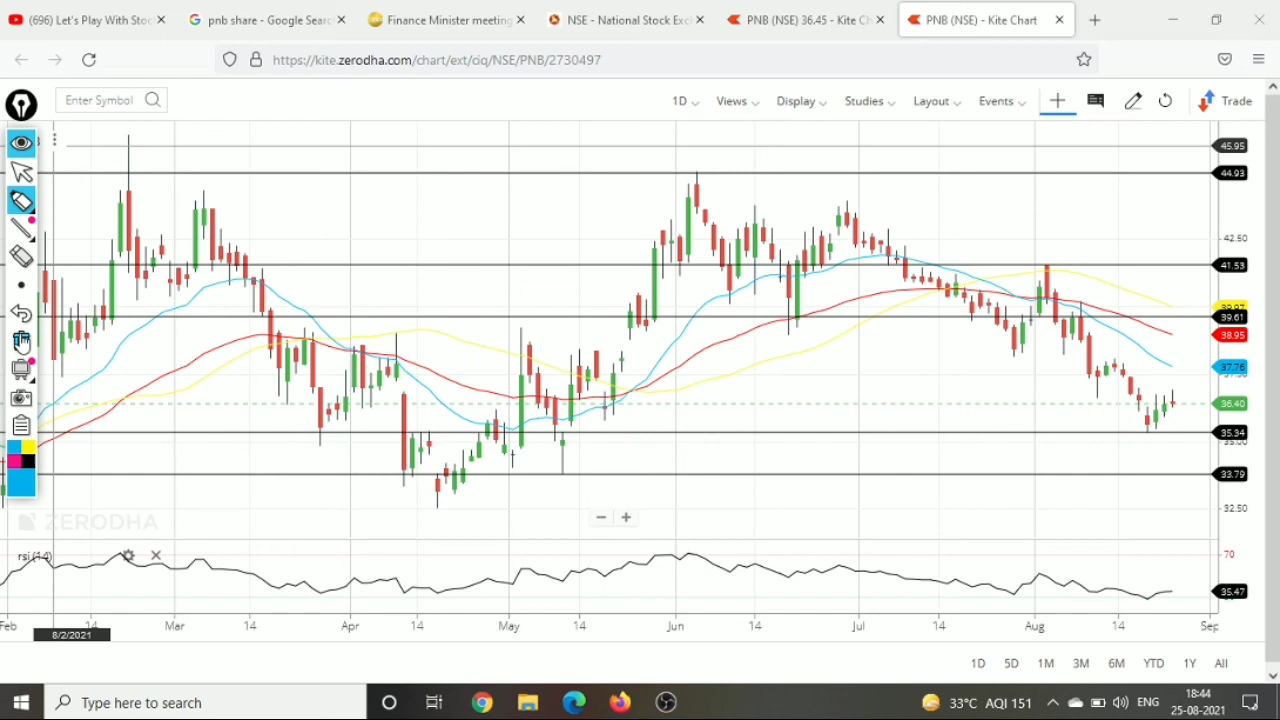 (696) Let's Play With Stoc
pnb share - Google Searc
Finance Minister meeting
NSE - National Stock Exc
PNB (NSE) 36.45 - Kite Ch
PNB (NSE) - Kite Chart
https://kite.zerodha.com/chart/ext/ciq/NSE/PNB/2730497
Enter Symbol
1D Views Display Studies Layout Events Trade
45.95
44.93
42.50
41.53
39.61
38.95
37.76
36.40
35.34
35.00
33.79
32.50
ZERODHA
rsi (14)
70
35.47
Feb 14 Mar 14 Apr 14 May 14 Jun 14 Jul 14 Aug 14 Sep
8/2/2021
1D 5D 1M 3M 6M YTD 1Y All
Type here to search
33°C AQI 151
ENG
18:44
25-08-2021